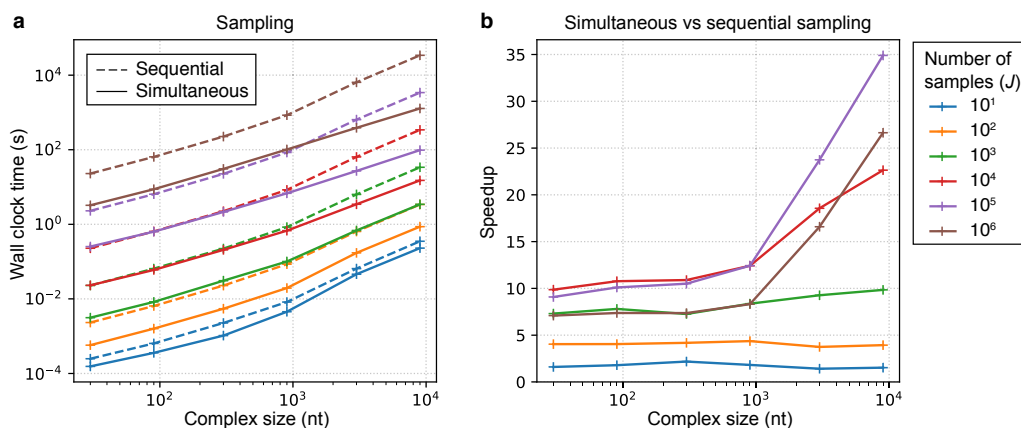 a
Sampling
Sequential
Simultaneous
Wall clock time (s)
10⁴
10²
10⁰
10⁻²
10⁻⁴
10² 10³ 10⁴
Complex size (nt)
b
Simultaneous vs sequential sampling
Speedup
35
30
25
20
15
10
5
0
10² 10³ 10⁴
Complex size (nt)
Number of
samples (J)
10¹
10²
10³
10⁴
10⁵
10⁶